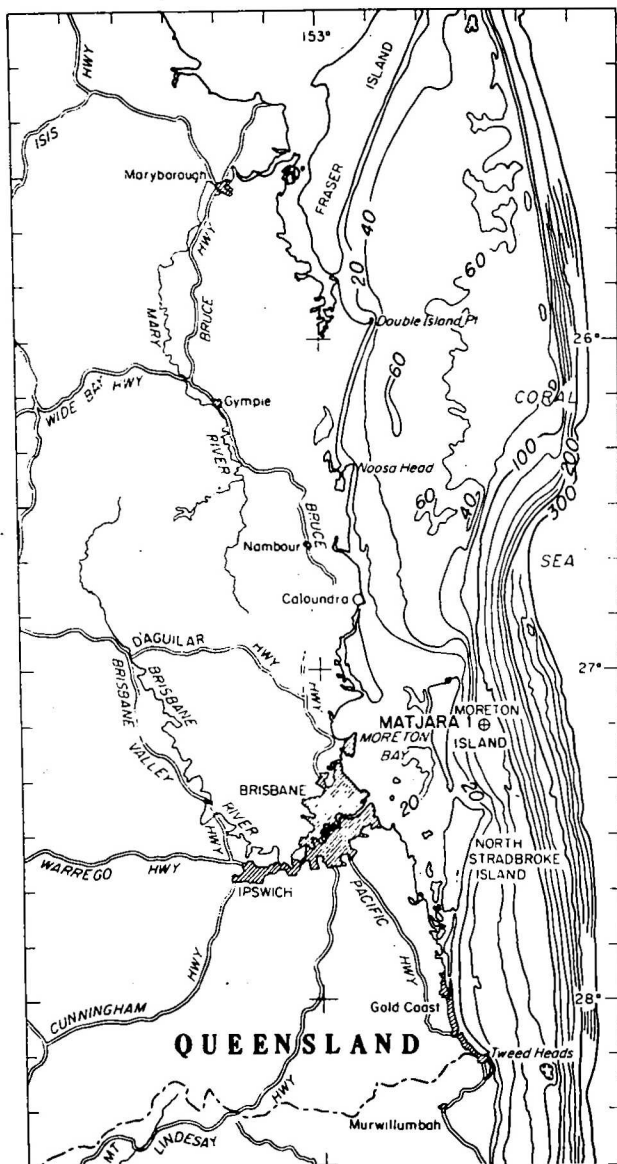 153°
HWY
ISIS
ISLAND
Maryborough
FRASER
40
HWY
60
20
BRUCE
MARY
Double Island Pt
26°
60
WIDE BAY HWY
CORAL
Gympie
100
RIVER
200
Noosa Head
60
40
300
BRUCE
Nambour
SEA
Caloundra
D'AGUILAR HWY
27°
BRISBANE
BRISBANE
HWY
MATJARA 1
MORETON
ISLAND
MORETON
BAY
VALLEY
BRISBANE
20
20
RIVER
HWY
NORTH
STRADBROKE
ISLAND
WARREGO HWY
IPSWICH
PACIFIC
HWY
HWY
28°
Gold Coast
CUNNINGHAM
QUEENSLAND
Tweed Heads
HWY
Murwillumbah
MT LINDESAY